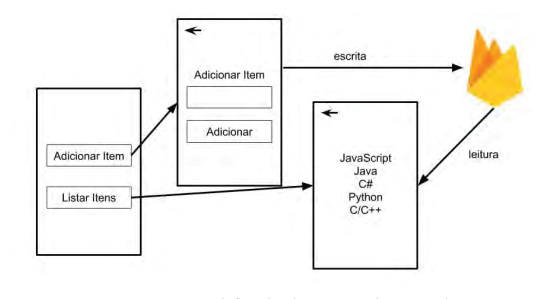 Adicionar Item
Listar Itens
Adicionar Item
Adicionar
escrita
JavaScript
Java
C#
Python
C/C++
leitura